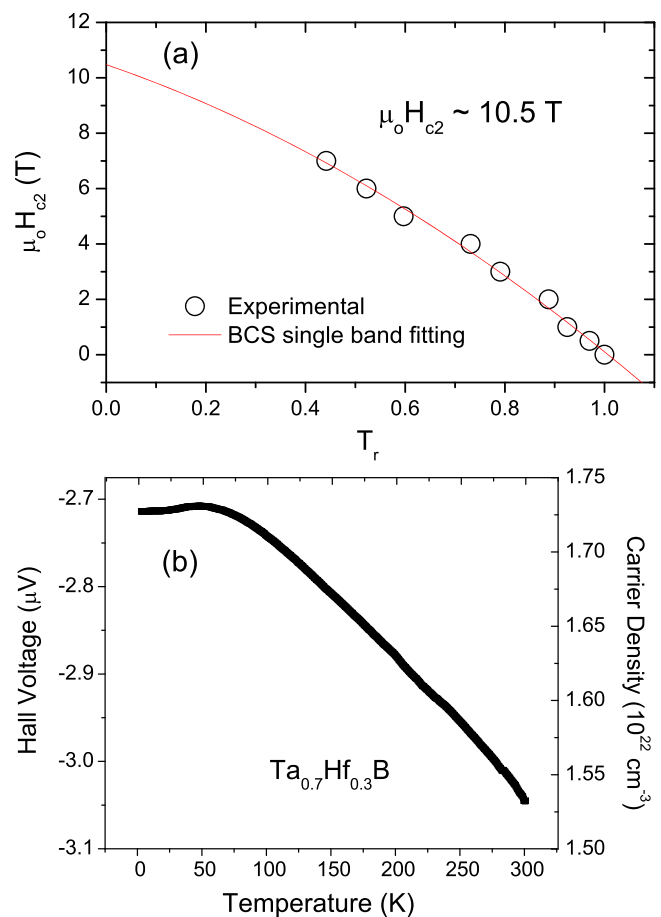 12
10
8
6
4
2
0
(a)
μₒH_c2 ~ 10.5 T
Experimental
BCS single band fitting
μₒH_c2 (T)
0.0 0.2 0.4 0.6 0.8 1.0
T_r
-2.7
-2.8
-2.9
-3.0
-3.1
Hall Voltage (μV)
(b)
Ta₀.₇Hf₀.₃B
1.75
1.70
1.65
1.60
1.55
1.50
Carrier Density (10²² cm⁻³)
0 50 100 150 200 250 300
Temperature (K)